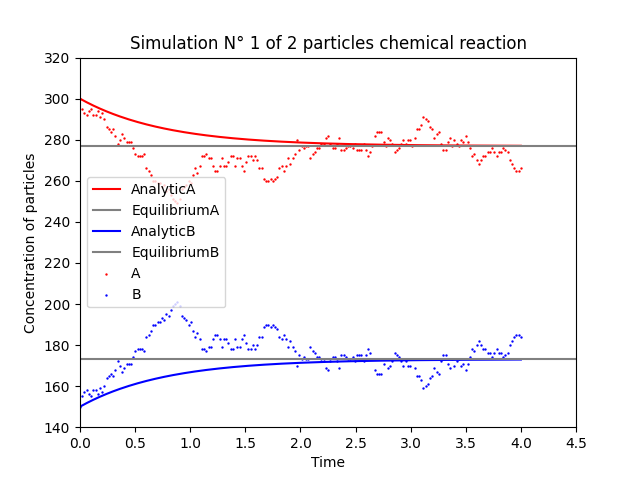 Simulation N° 1 of 2 particles chemical reaction
Concentration of particles
320
300
280
260
240
220
200
180
160
140
AnalyticA
EquilibriumA
AnalyticB
EquilibriumB
A
B
0.0 0.5 1.0 1.5 2.0 2.5 3.0 3.5 4.0 4.5
Time